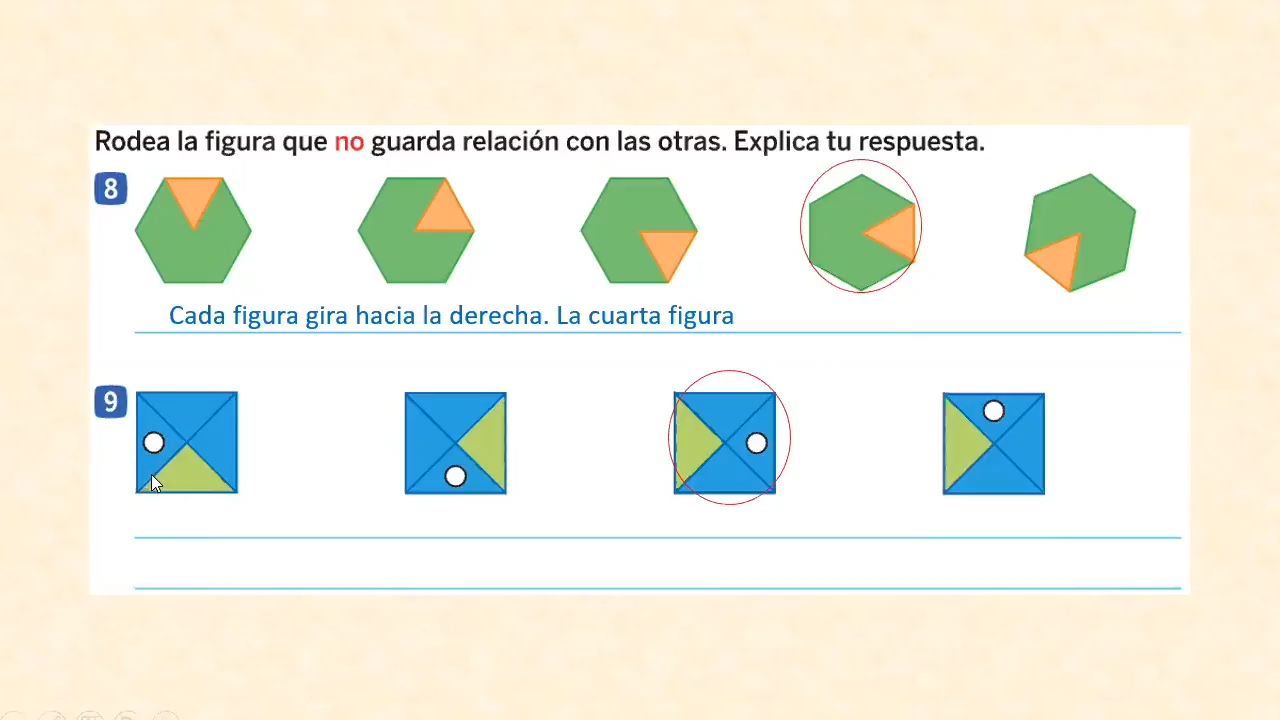 Rodea la figura que no guarda relación con las otras. Explica tu respuesta.
8
Cada figura gira hacia la derecha. La cuarta figura
9